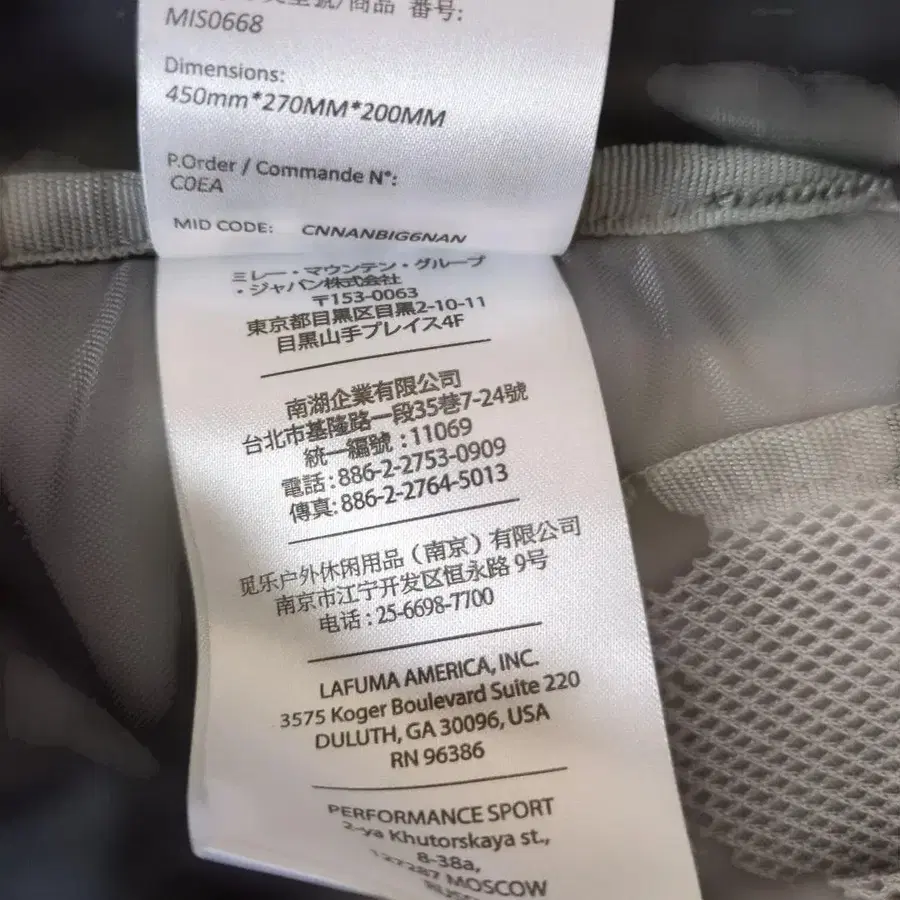 型號/商品 番号:
MIS0668
Dimensions:
450mm*270MM*200MM
P.Order / Commande N°:
C0EA
MID CODE: CNNANBIG6NAN
ミレー・マウンテン・グループ
・ジャパン株式会社
〒153-0063
東京都目黒区目黒2-10-11
目黒山手プレイス4F
南湖企業有限公司
台北市基隆路一段35巷7-24號
統一編號：11069
電話：886-2-2753-0909
傳真：886-2-2764-5013
觅乐户外休闲用品（南京）有限公司
南京市江宁开发区恒永路 9号
电话：25-6698-7700
LAFUMA AMERICA, INC.
3575 Koger Boulevard Suite 220
DULUTH, GA 30096, USA
RN 96386
PERFORMANCE SPORT
2-ya Khutorskaya st.,
8-38a,
127287 MOSCOW